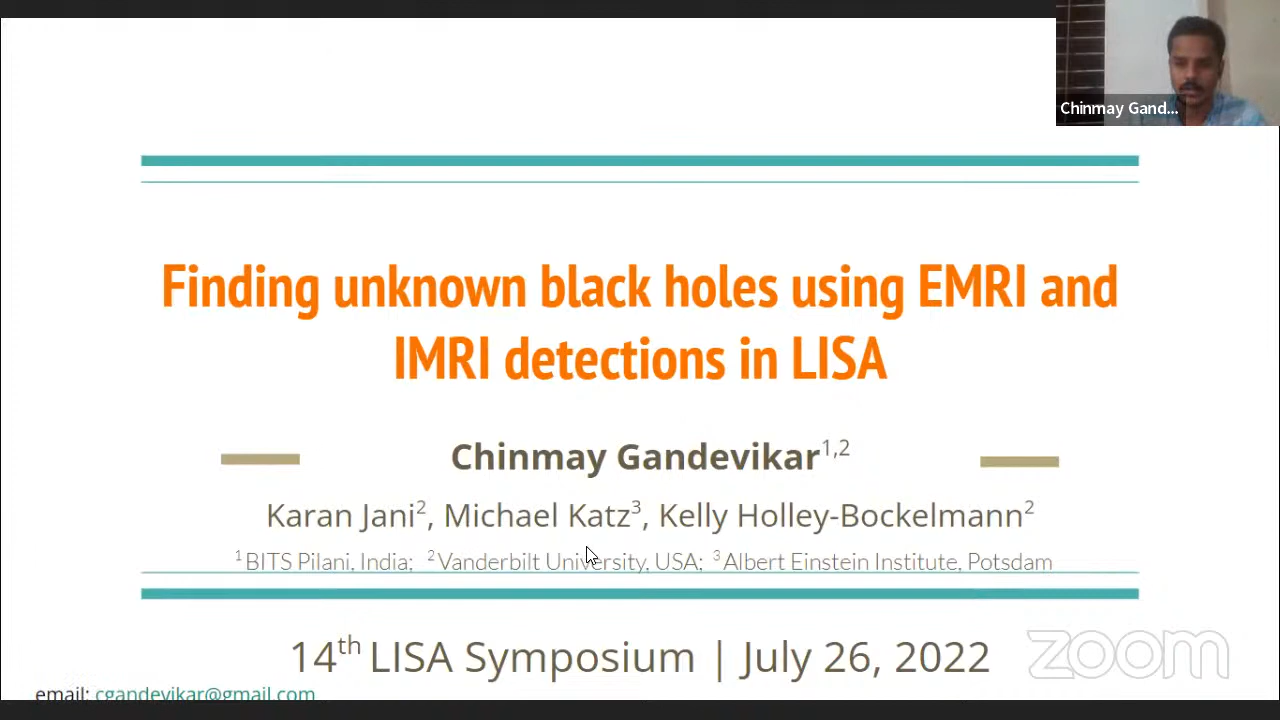 Chinmay Gand...
Finding unknown black holes using EMRI and
IMRI detections in LISA
Chinmay Gandevikar1,2
Karan Jani2, Michael Katz3, Kelly Holley-Bockelmann2
1 BITS Pilani, India; 2 Vanderbilt University, USA; 3 Albert Einstein Institute, Potsdam
14th LISA Symposium | July 26, 2022
zoom
email: cgandevikar@gmail.com